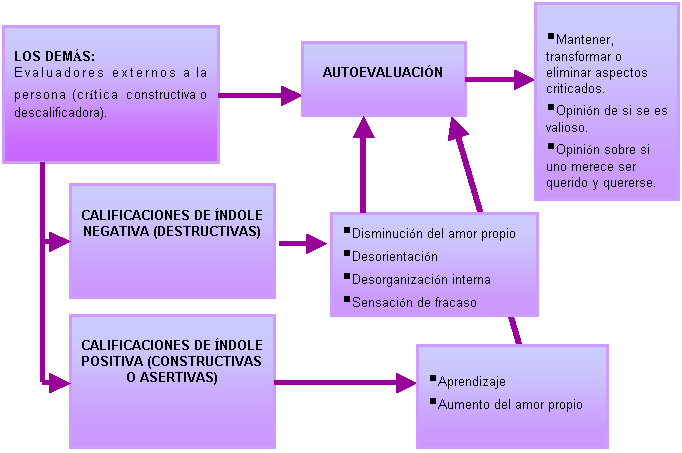 LOS DEMÁS:
Evaluadores externos a la
persona (crítica constructiva o
descalificadora).
AUTOEVALUACIÓN
▪Mantener,
transformar o
eliminar aspectos
criticados.
▪Opinión de si se es
valioso.
▪Opinión sobre si
uno merece ser
querido y quererse.
CALIFICACIONES DE ÍNDOLE
NEGATIVA (DESTRUCTIVAS)
▪Disminución del amor propio
▪Desorientación
▪Desorganización interna
▪Sensación de fracaso
CALIFICACIONES DE ÍNDOLE
POSITIVA (CONSTRUCTIVAS
O ASERTIVAS)
▪Aprendizaje
▪Aumento del amor propio